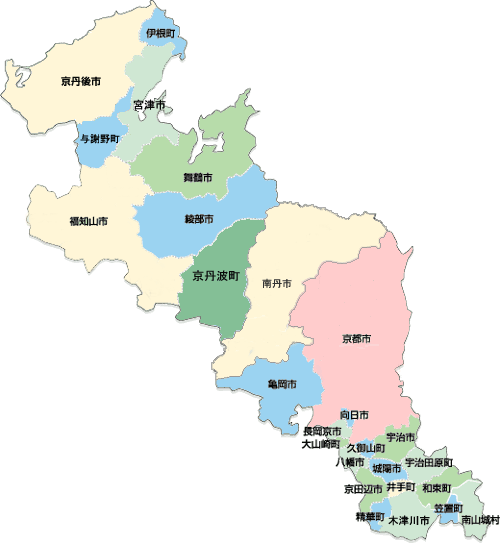 伊根町
京丹後市
宮津市
与謝野町
舞鶴市
綾部市
福知山市
京丹波町
南丹市
京都市
亀岡市
向日市
長岡京市
大山崎町
宇治市
久御山町
八幡市
宇治田原町
城陽市
京田辺市
井手町
和束町
笠置町
精華町
木津川市
南山城村